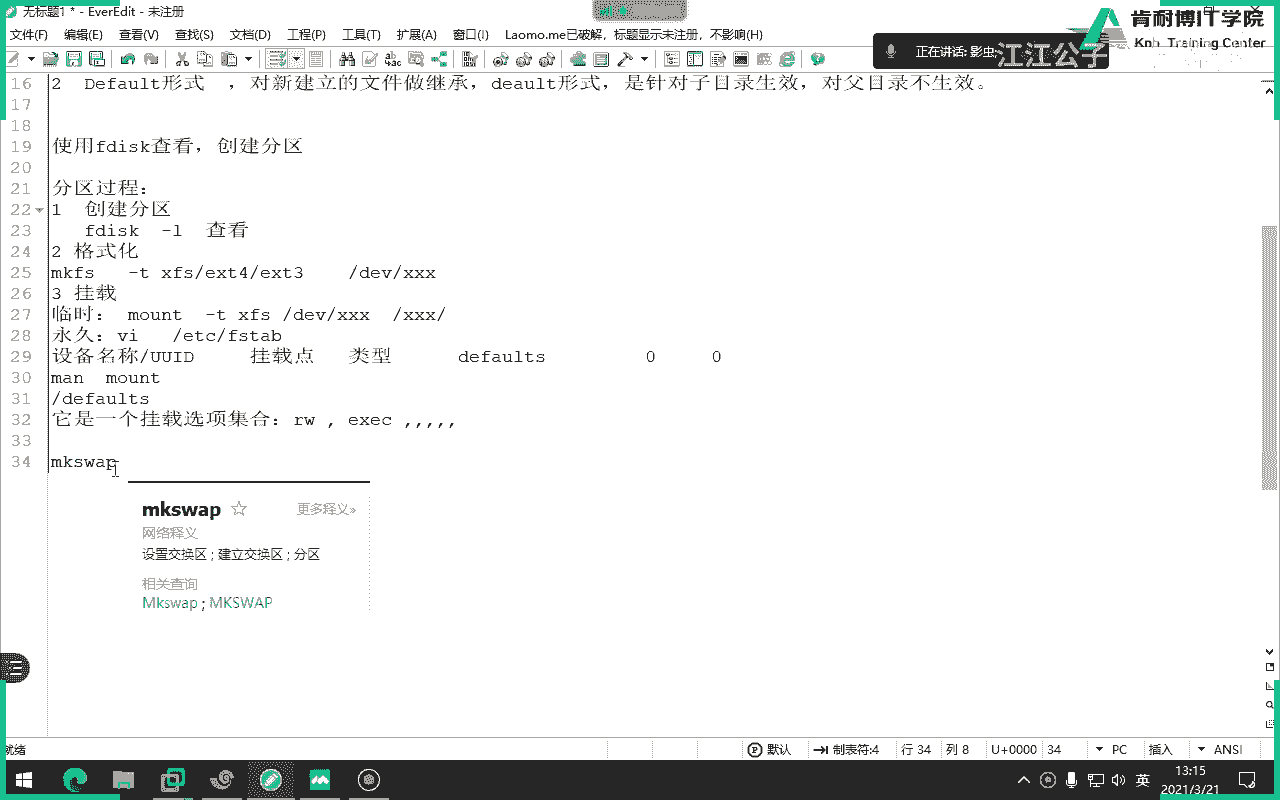 无标题1 * - EverEdit - 未注册
肯耐博IT学院
文件(F) 编辑(E) 查看(V) 查找(S) 文档(D) 工程(P) 工具(T) 扩展(A) 窗口(I) Laomo.me已破解，标题显示未注册，不影响(H)
Knb Training Center
正在讲话: 影虫
江江公子
16 2 Default形式 ，对新建立的文件做继承，deault形式，是针对子目录生效，对父目录不生效。
17
18
19 使用fdisk查看，创建分区
20
21 分区过程：
22 1 创建分区
23 fdisk -l 查看
24 2 格式化
25 mkfs -t xfs/ext4/ext3 /dev/xxx
26 3 挂载
27 临时： mount -t xfs /dev/xxx /xxx/
28 永久：vi /etc/fstab
29 设备名称/UUID 挂载点 类型 defaults 0 0
30 man mount
31 /defaults
32 它是一个挂载选项集合：rw , exec ,,,,,
33
34 mkswap
mkswap 更多释义»
网络释义
设置交换区 ; 建立交换区 ; 分区
相关查询
Mkswap ; MKSWAP
就绪 默认 制表符:4 行 34 列 8 U+0000 34 PC 插入 ANSI
英 13:15
2021/3/21